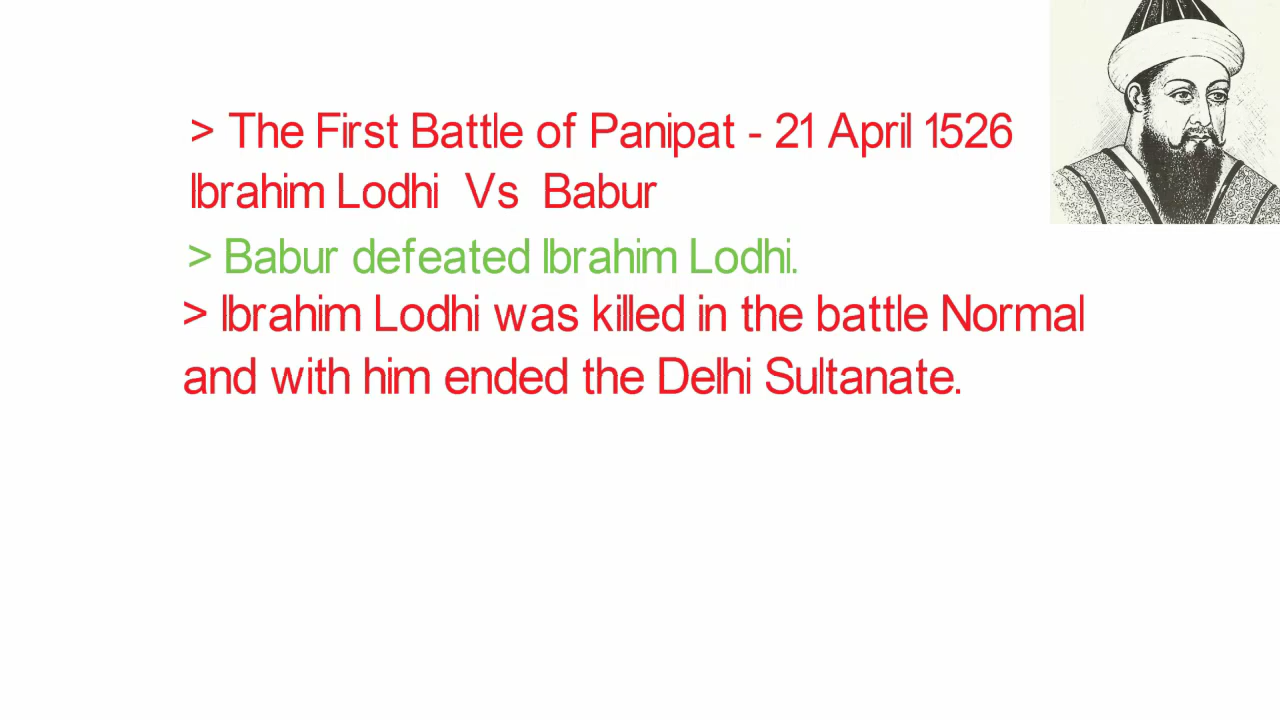 > The First Battle of Panipat - 21 April 1526
Ibrahim Lodhi Vs Babur
> Babur defeated Ibrahim Lodhi.
> Ibrahim Lodhi was killed in the battle Normal
and with him ended the Delhi Sultanate.